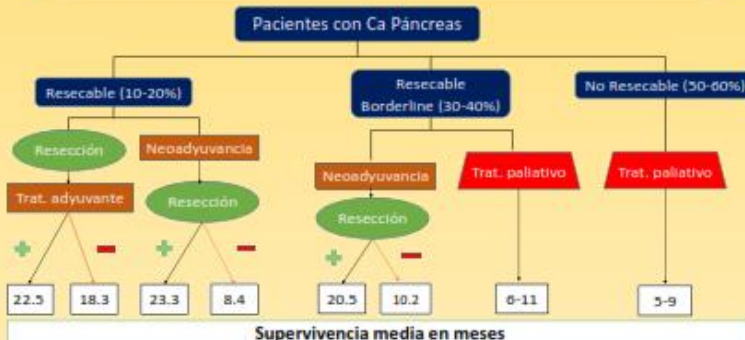 Pacientes con Ca Páncreas
Resecable (10-20%)
Resecable
Borderline (30-40%)
No Resecable (50-60%)
Resección
Neoadyuvancia
Trat. adyuvante
Resección
Neoadyuvancia
Resección
Trat. paliativo
Trat. paliativo
+ − + − + −
22.5 18.3 23.3 8.4 20.5 10.2 6-11 5-9
Supervivencia media en meses